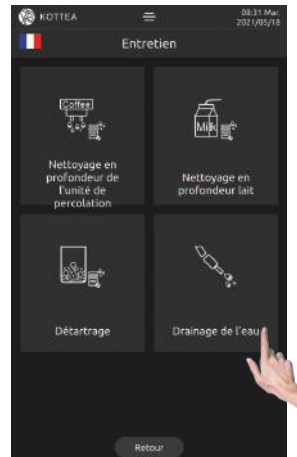 KOTTEA
08:31 Mar.
2021/05/18
Entretien
Coffee
Nettoyage en
profondeur de
l'unité de
percolation
Milk
Nettoyage en
profondeur lait
Détartrage
Drainage de l'eau
Retour